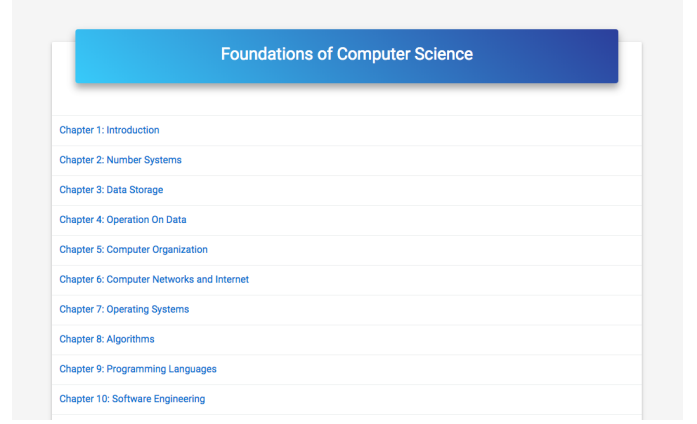 Foundations of Computer Science
Chapter 1: Introduction
Chapter 2: Number Systems
Chapter 3: Data Storage
Chapter 4: Operation On Data
Chapter 5: Computer Organization
Chapter 6: Computer Networks and Internet
Chapter 7: Operating Systems
Chapter 8: Algorithms
Chapter 9: Programming Languages
Chapter 10: Software Engineering